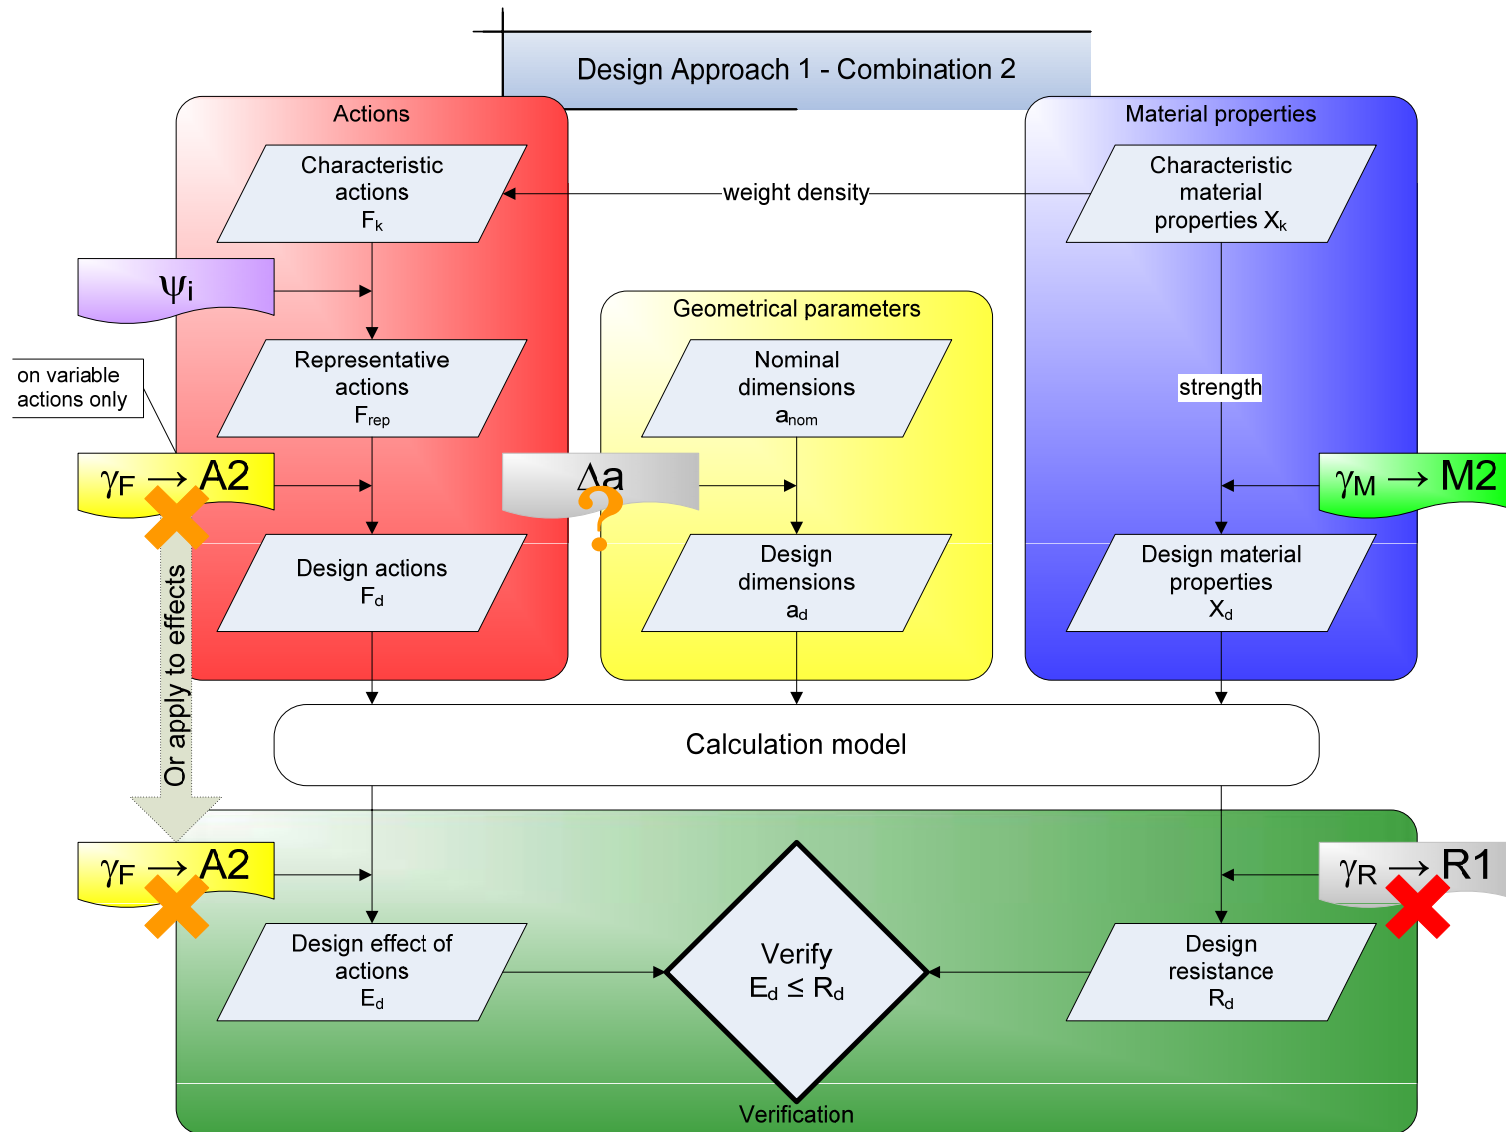 Design Approach 1 - Combination 2
Actions
Material properties
Characteristic
actions
Fk
weight density
Characteristic
material
properties Xk
ψi
Geometrical parameters
on variable
actions only
Representative
actions
Frep
Nominal
dimensions
anom
strength
γF → A2
Δa
?
γM → M2
Design actions
Fd
Design
dimensions
ad
Design material
properties
Xd
Or apply to effects
Calculation model
γF → A2
γR → R1
Design effect of
actions
Ed
Verify
Ed ≤ Rd
Design
resistance
Rd
Verification